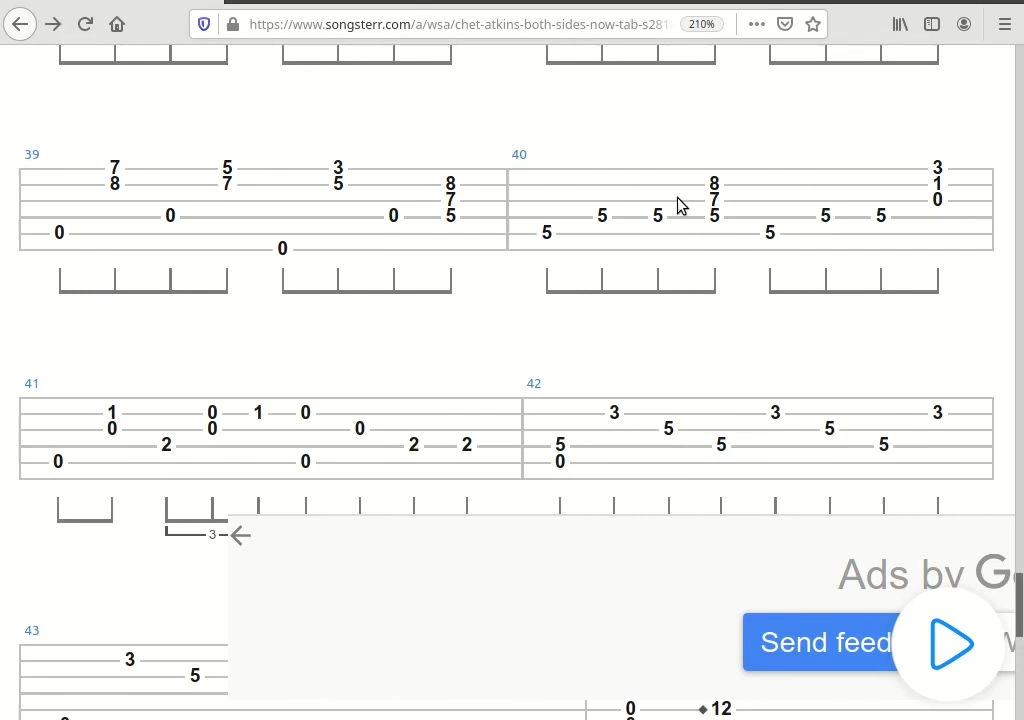 https://www.songsterr.com/a/wsa/chet-atkins-both-sides-now-tab-s281 210%
39 40
7 5 3 3
8 7 5 8 8 1
7 7 0
0 0 5 5 5 5 5 5
0 5 5
0
41 42
1 0 1 0 3 3 3
0 0 0 5 5
2 2 2 5 5 5
0 0 0
3
Ads by
Send feed
43
3
5
0 12